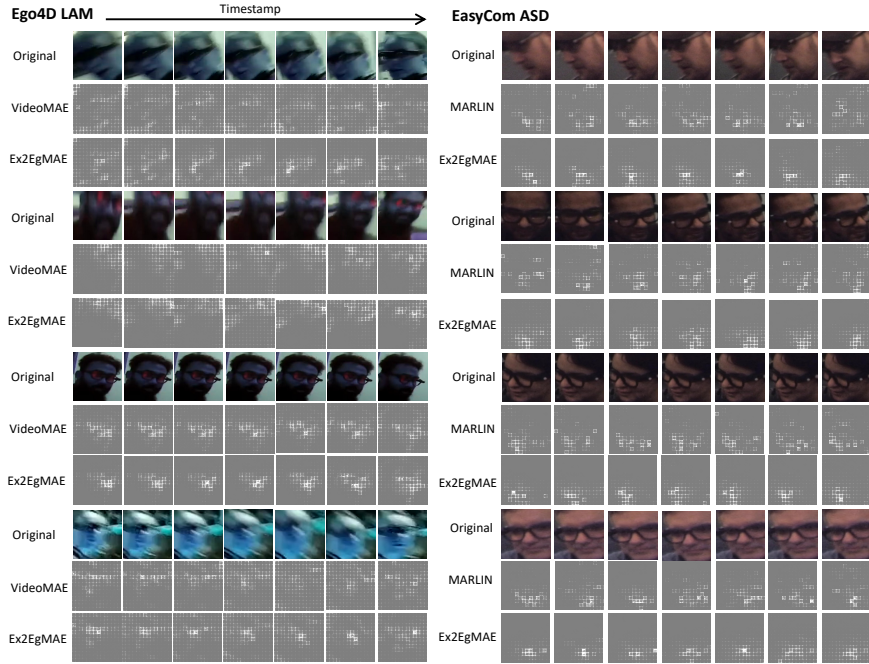 Ego4D LAM
Timestamp
Original
VideoMAE
Ex2EgMAE
Original
VideoMAE
Ex2EgMAE
Original
VideoMAE
Ex2EgMAE
Original
VideoMAE
Ex2EgMAE
EasyCom ASD
Original
MARLIN
Ex2EgMAE
Original
MARLIN
Ex2EgMAE
Original
MARLIN
Ex2EgMAE
Original
MARLIN
Ex2EgMAE